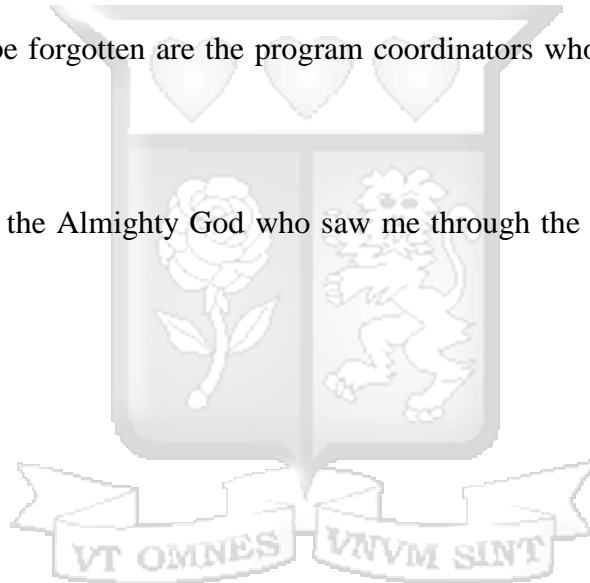 be forgotten are the program coordinators who
the Almighty God who saw me through the
VT OMNES VNVM SINT